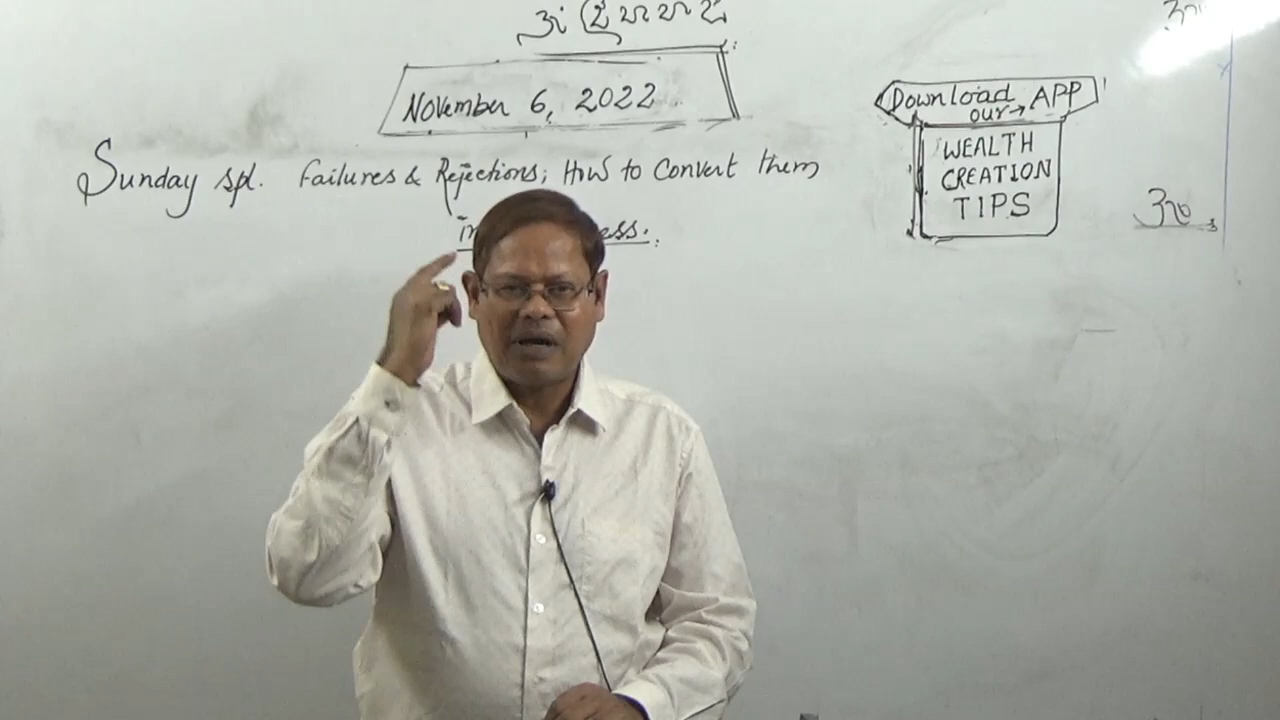 November 6, 2022
Download
our→ APP
WEALTH
CREATION
TIPS
Sunday spl. Failures & Rejections; How to Convert them